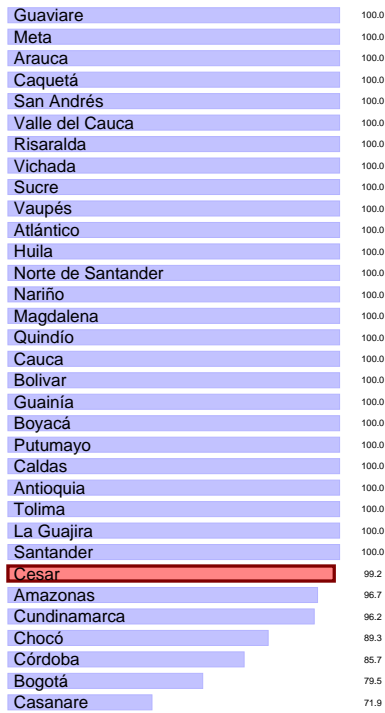 Guaviare 100.0
Meta 100.0
Arauca 100.0
Caquetá 100.0
San Andrés 100.0
Valle del Cauca 100.0
Risaralda 100.0
Vichada 100.0
Sucre 100.0
Vaupés 100.0
Atlántico 100.0
Huila 100.0
Norte de Santander 100.0
Nariño 100.0
Magdalena 100.0
Quindío 100.0
Cauca 100.0
Bolivar 100.0
Guainía 100.0
Boyacá 100.0
Putumayo 100.0
Caldas 100.0
Antioquia 100.0
Tolima 100.0
La Guajira 100.0
Santander 100.0
Cesar 99.2
Amazonas 96.7
Cundinamarca 96.2
Chocó 89.3
Córdoba 85.7
Bogotá 79.5
Casanare 71.9